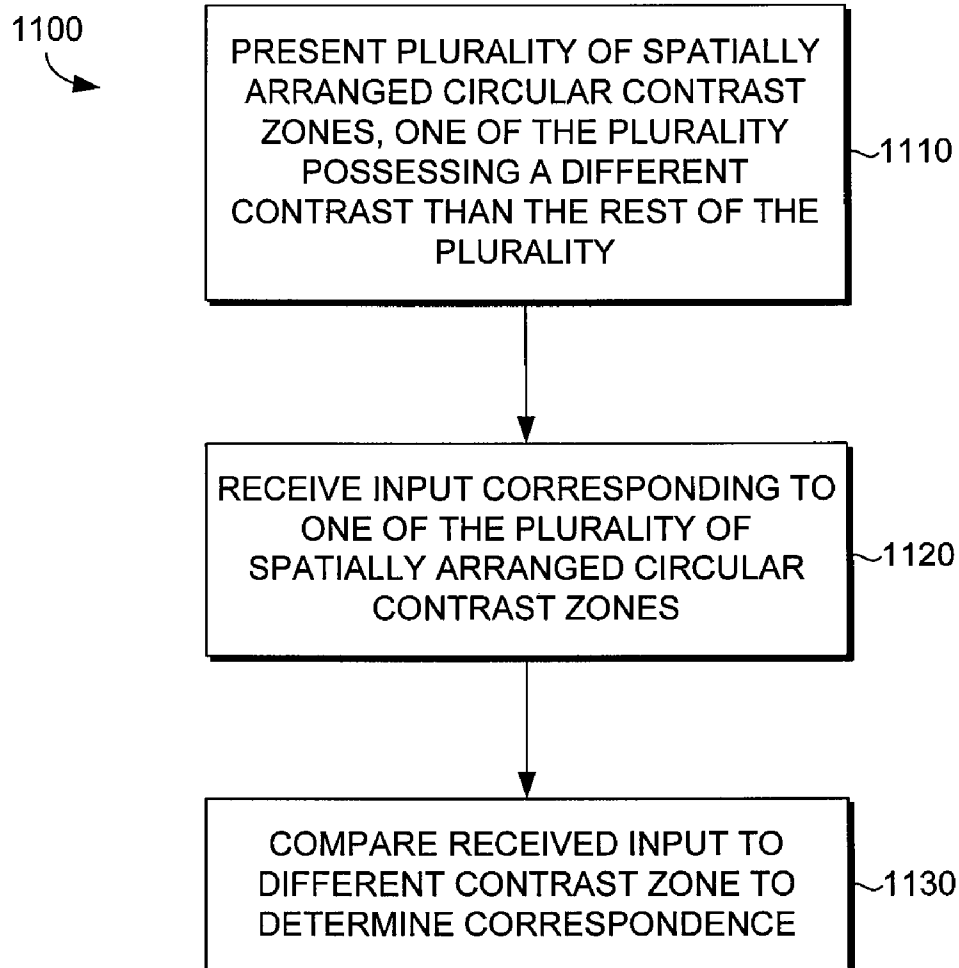 1100
PRESENT PLURALITY OF SPATIALLY
ARRANGED CIRCULAR CONTRAST
ZONES, ONE OF THE PLURALITY
POSSESSING A DIFFERENT
CONTRAST THAN THE REST OF THE
PLURALITY
1110
RECEIVE INPUT CORRESPONDING TO
ONE OF THE PLURALITY OF
SPATIALLY ARRANGED CIRCULAR
CONTRAST ZONES
1120
COMPARE RECEIVED INPUT TO
DIFFERENT CONTRAST ZONE TO
DETERMINE CORRESPONDENCE
1130